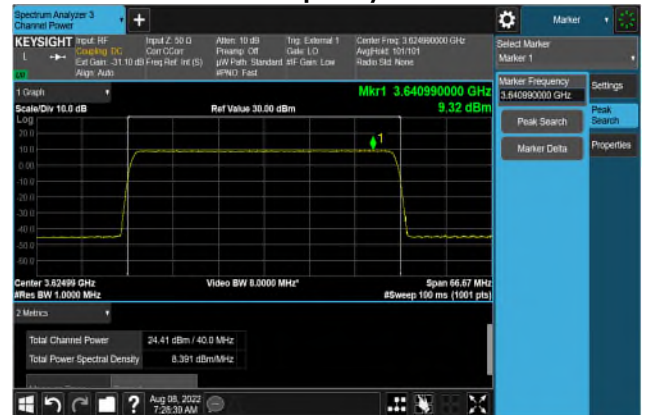 Spectrum Analyzer 3
Channel Power
+
Marker
KEYSIGHT Input: RF Input Z: 50 Ω Atten: 10 dB Trig: External 1 Center Freq: 3.624990000 GHz
L Coupling: DC Corr CCorr Preamp: Off Gate: LO Avg|Hold: 101/101
Ext Gain: -31.10 dB Freq Ref: Int (S) µW Path: Standard #IF Gain: Low Radio Std: None
Align: Auto #PNO: Fast
Select Marker
Marker 1
1 Graph
Mkr1 3.640990000 GHz
Scale/Div 10.0 dB Ref Value 30.00 dBm 9.32 dBm
Log
20.0
10.0
0.00
-10.0
-20.0
-30.0
-40.0
-50.0
-60.0
1
Center 3.62499 GHz Video BW 8.0000 MHz* Span 66.67 MHz
#Res BW 1.0000 MHz #Sweep 100 ms (1001 pts)
2 Metrics
Total Channel Power 24.41 dBm / 40.0 MHz
Total Power Spectral Density 8.391 dBm/MHz
Marker Frequency
3.640990000 GHz
Peak Search
Marker Delta
Settings
Peak
Search
Properties
?
Aug 08, 2022
7:26:39 AM